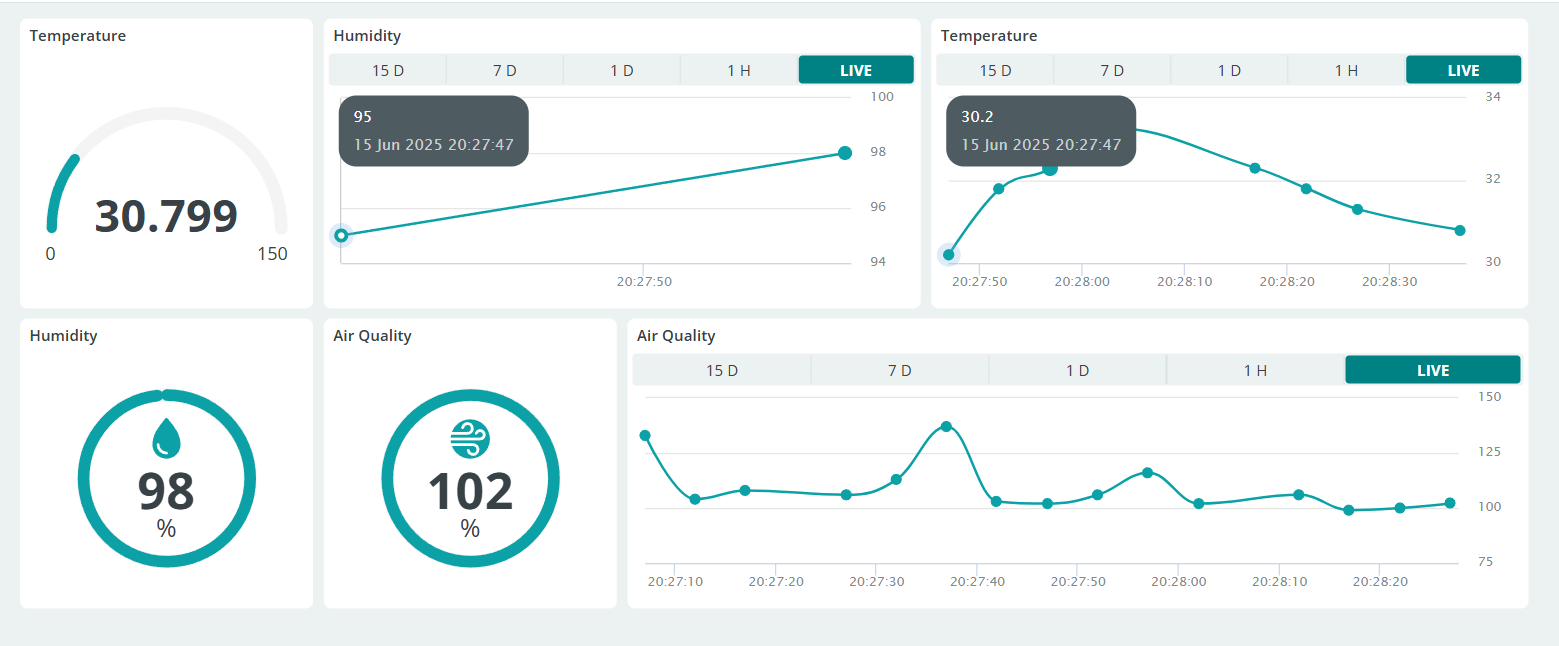 Temperature
30.799
0
150
Humidity
15 D 7 D 1 D 1 H LIVE
95
15 Jun 2025 20:27:47
100
98
96
94
20:27:50
Temperature
15 D 7 D 1 D 1 H LIVE
30.2
15 Jun 2025 20:27:47
34
32
30
20:27:50 20:28:00 20:28:10 20:28:20 20:28:30
Humidity
98
%
Air Quality
102
%
Air Quality
15 D 7 D 1 D 1 H LIVE
150
125
100
75
20:27:10 20:27:20 20:27:30 20:27:40 20:27:50 20:28:00 20:28:10 20:28:20